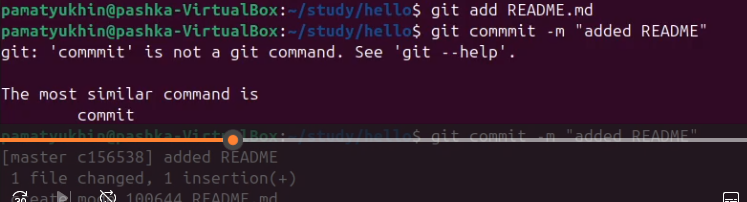 pamatyukhin@pashka-VirtualBox:~/study/hello$ git add README.md
pamatyukhin@pashka-VirtualBox:~/study/hello$ git commmit -m "added README"
git: 'commmit' is not a git command. See 'git --help'.
The most similar command is
commit
pamatyukhin@pashka-VirtualBox:~/study/hello$ git commit -m "added README"
[master c156538] added README
1 file changed, 1 insertion(+)
100644 README.md